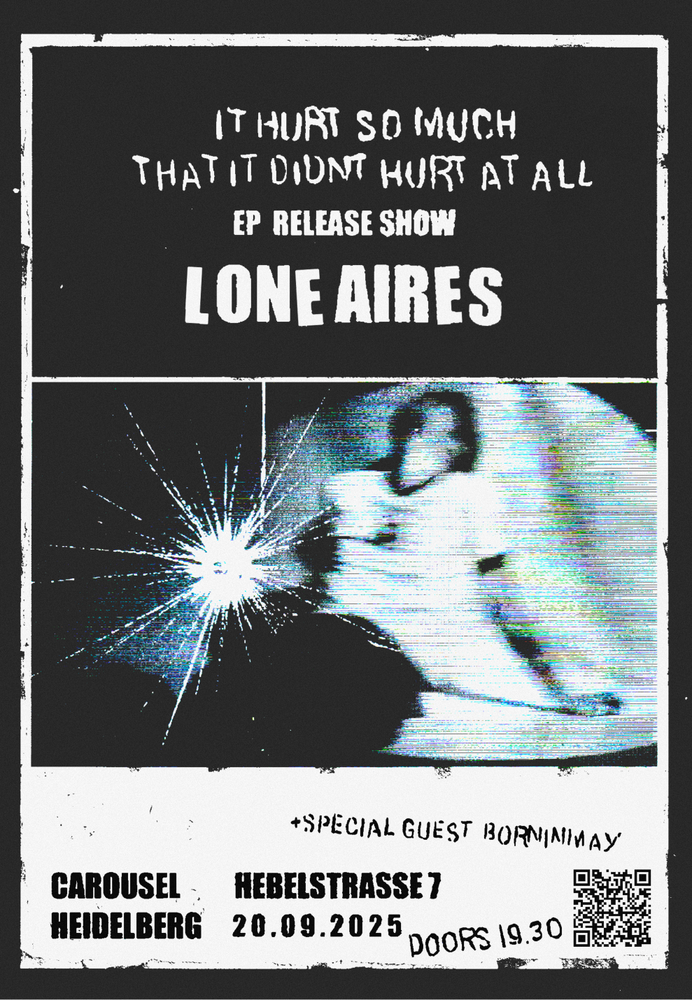 IT HURT SO MUCH
THAT IT DIDNT HURT AT ALL
EP RELEASE SHOW
LONE AIRES
+SPECIAL GUEST BORNINMAY
CAROUSEL HEBELSTRASSE 7
HEIDELBERG 20.09.2025
DOORS 19.30